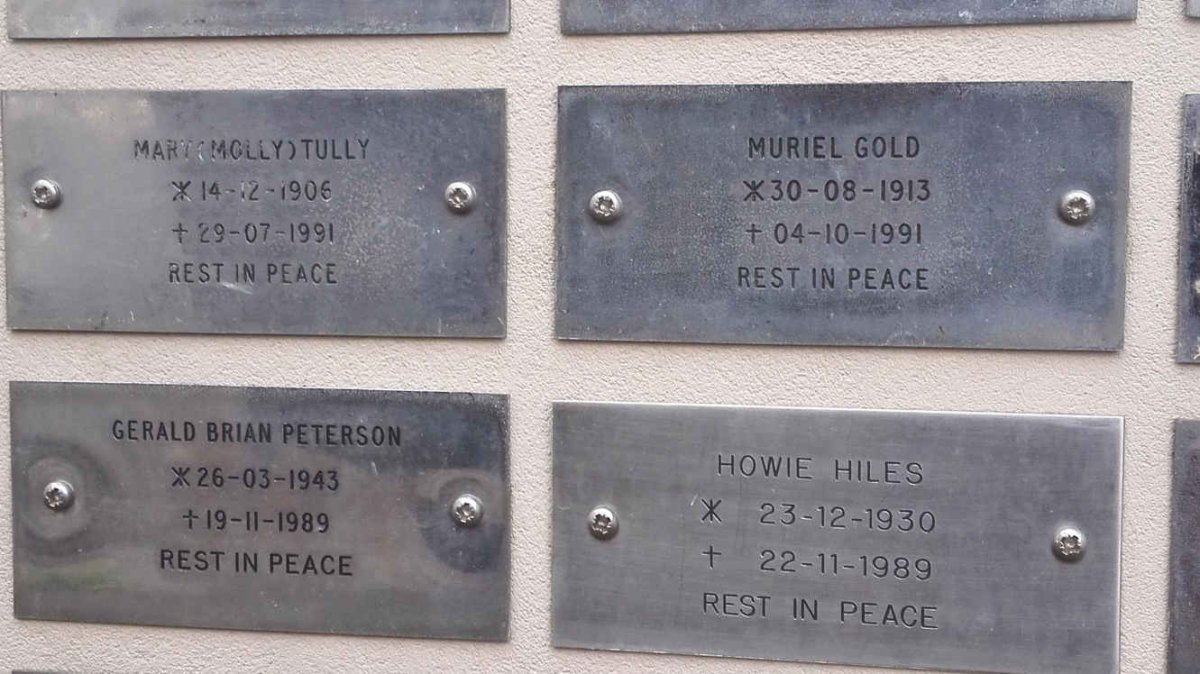 MARY (MOLLY) TULLY
Ж 14-12-1906
† 29-07-1991
REST IN PEACE
MURIEL GOLD
Ж 30-08-1913
† 04-10-1991
REST IN PEACE
GERALD BRIAN PETERSON
Ж 26-03-1943
† 19-11-1989
REST IN PEACE
HOWIE HILES
Ж 23-12-1930
† 22-11-1989
REST IN PEACE